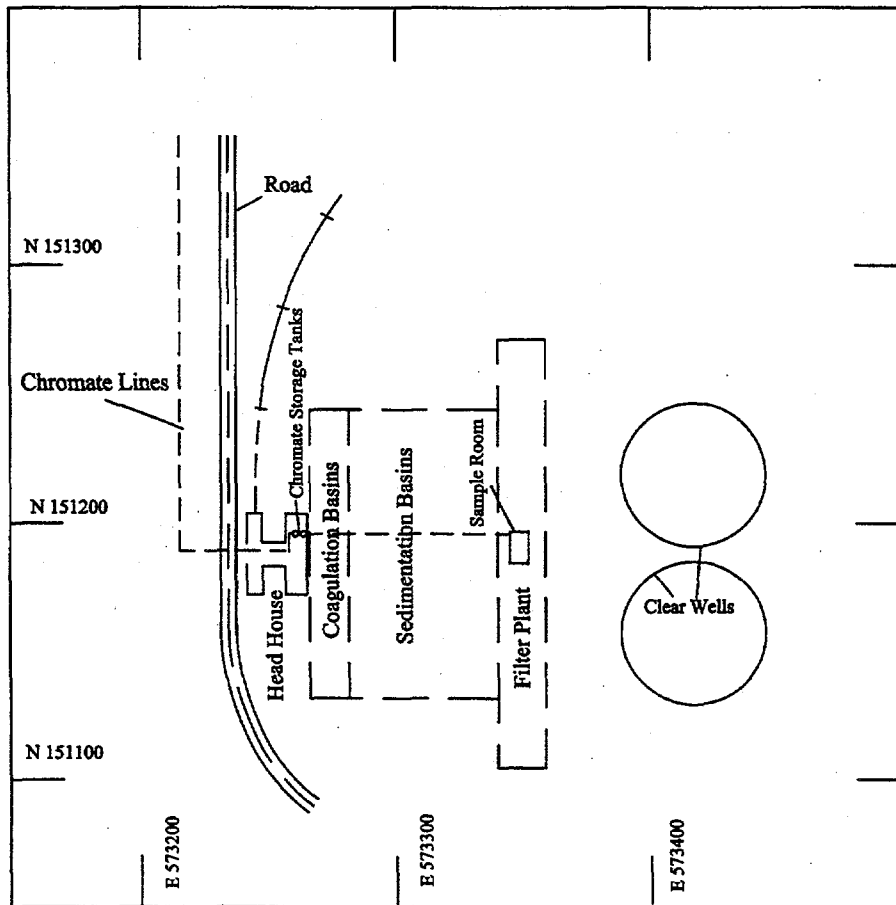 Road
N 151300
Chromate Storage Tanks
Chromate Lines
N 151200
Coagulation Basins
Sedimentation Basins
Sample Room
Head House
Filter Plant
Clear Wells
N 151100
E 573200
E 573300
E 573400